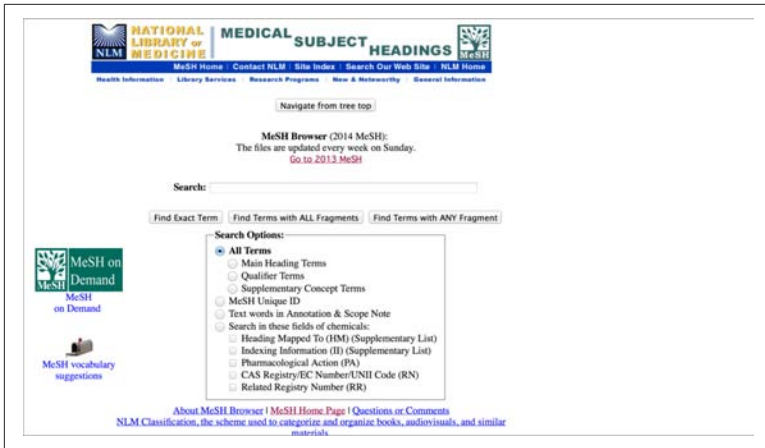 NATIONAL
LIBRARY OF
MEDICINE
NLM
MEDICAL
SUBJECT
HEADINGS
MeSH
MeSH Home | Contact NLM | Site Index | Search Our Web Site | NLM Home
Health Information | Library Services | Research Programs | New & Noteworthy | General Information
Navigate from tree top
MeSH Browser (2014 MeSH):
The files are updated every week on Sunday.
Go to 2013 MeSH
Search:
Find Exact Term Find Terms with ALL Fragments Find Terms with ANY Fragment
Search Options:
All Terms
Main Heading Terms
Qualifier Terms
Supplementary Concept Terms
MeSH Unique ID
Text words in Annotation & Scope Note
Search in these fields of chemicals:
Heading Mapped To (HM) (Supplementary List)
Indexing Information (II) (Supplementary List)
Pharmacological Action (PA)
CAS Registry/EC Number/UNII Code (RN)
Related Registry Number (RR)
MeSH on
Demand
MeSH
MeSH
on Demand
MeSH vocabulary
suggestions
About MeSH Browser | MeSH Home Page | Questions or Comments
NLM Classification, the scheme used to categorize and organize books, audiovisuals, and similar
materials.